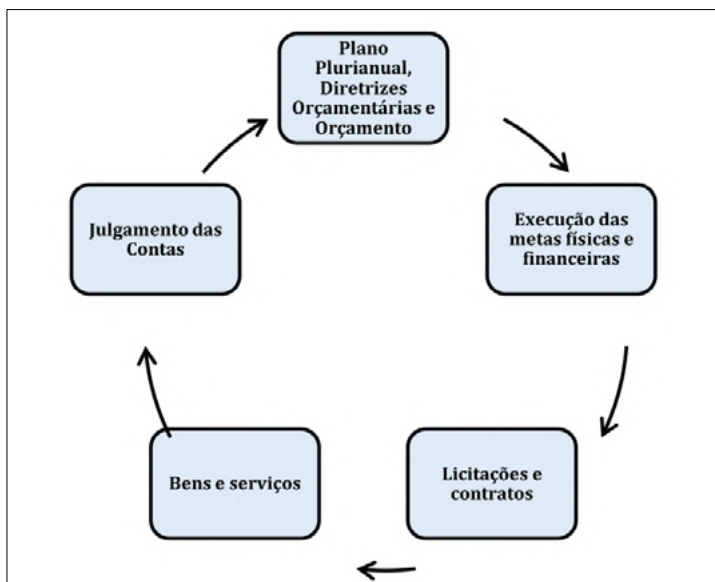 Plano
Plurianual,
Diretrizes
Orçamentárias e
Orçamento
Execução das
metas físicas e
financeiras
Licitações e
contratos
Bens e serviços
Julgamento das
Contas